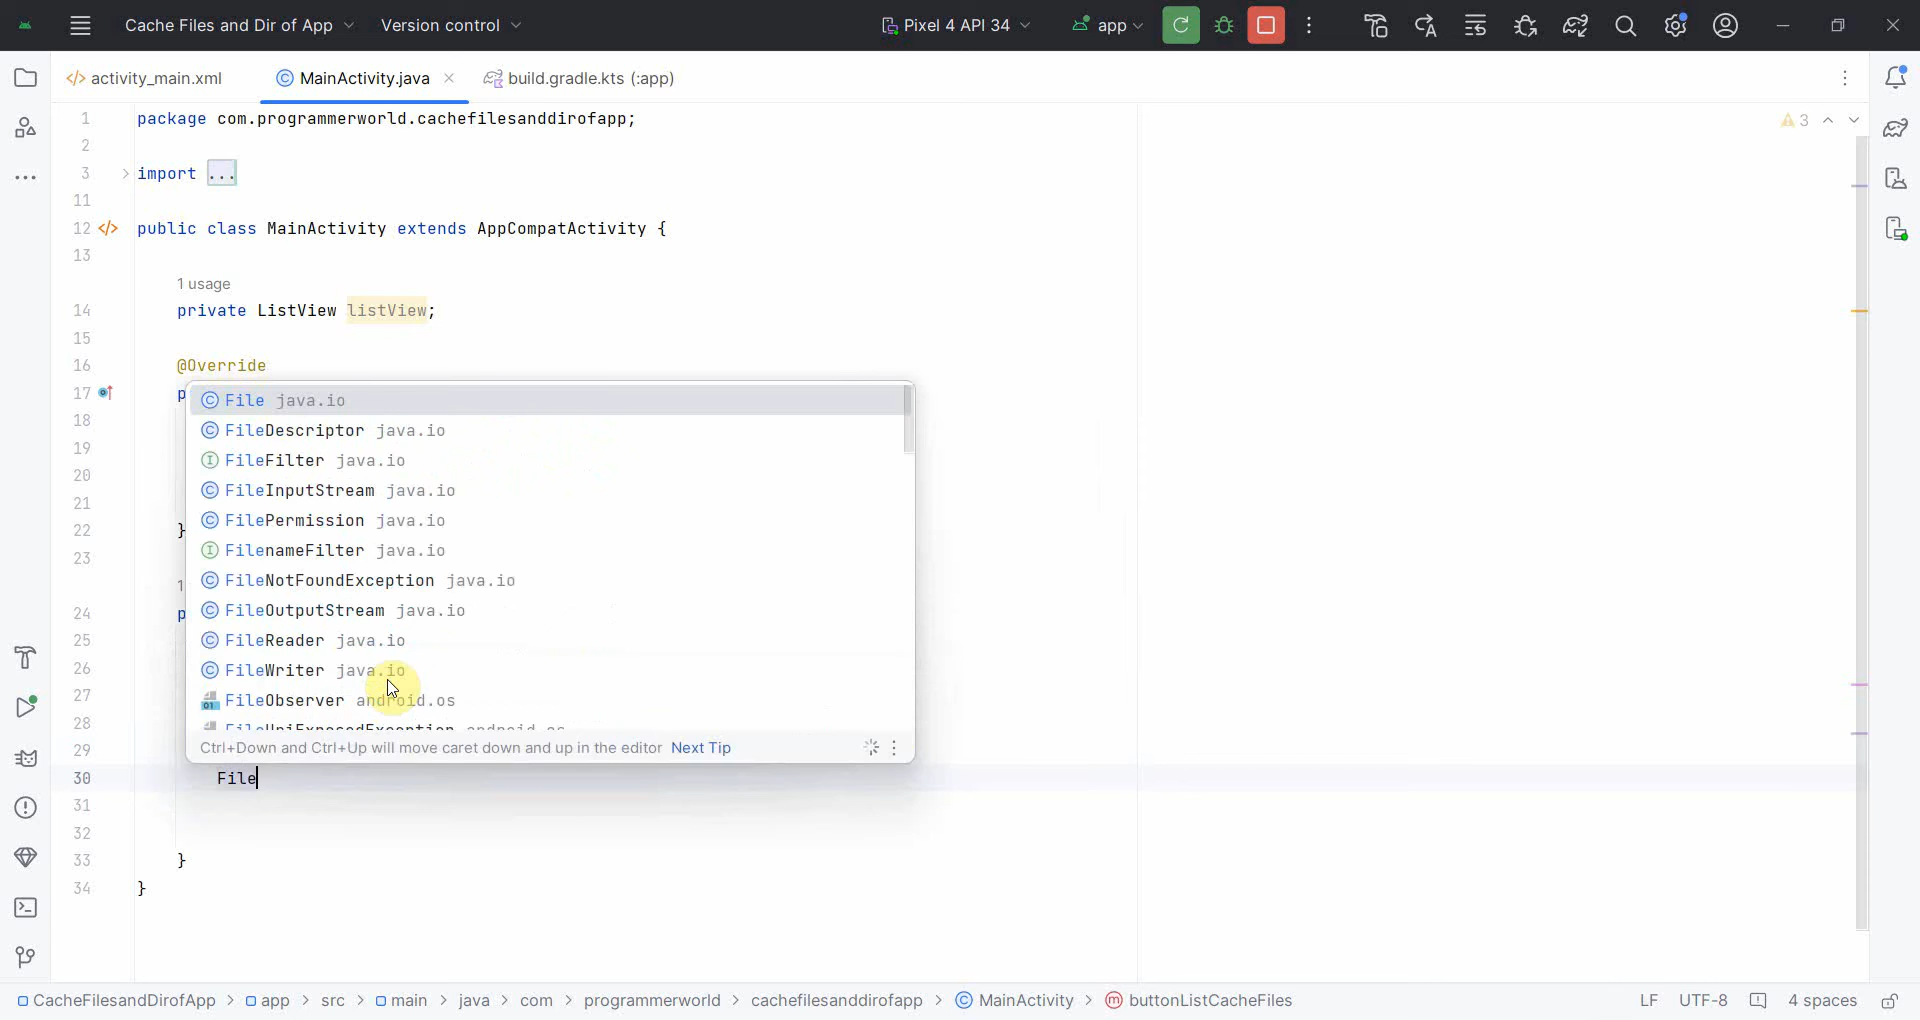 Cache Files and Dir of App Version control Pixel 4 API 34 app
activity_main.xml MainActivity.java build.gradle.kts (:app)
1 package com.programmerworld.cachefilesanddirofapp; 3
2
3 import ...
11
12 public class MainActivity extends AppCompatActivity {
13
1 usage
14 private ListView listView;
15
16 @Override
17 p
File java.io
18
FileDescriptor java.io
19
FileFilter java.io
20
FileInputStream java.io
21
FilePermission java.io
22 }
FilenameFilter java.io
23
FileNotFoundException java.io
1
24 p
FileOutputStream java.io
25
FileReader java.io
26
FileWriter java.io
27
FileObserver android.os
28
FileUriExposedException android.os
29
Ctrl+Down and Ctrl+Up will move caret down and up in the editor Next Tip
30 File
31
32
33 }
34 }
CacheFilesandDirofApp > app > src > main > java > com > programmerworld > cachefilesanddirofapp > MainActivity > buttonListCacheFiles LF UTF-8 4 spaces